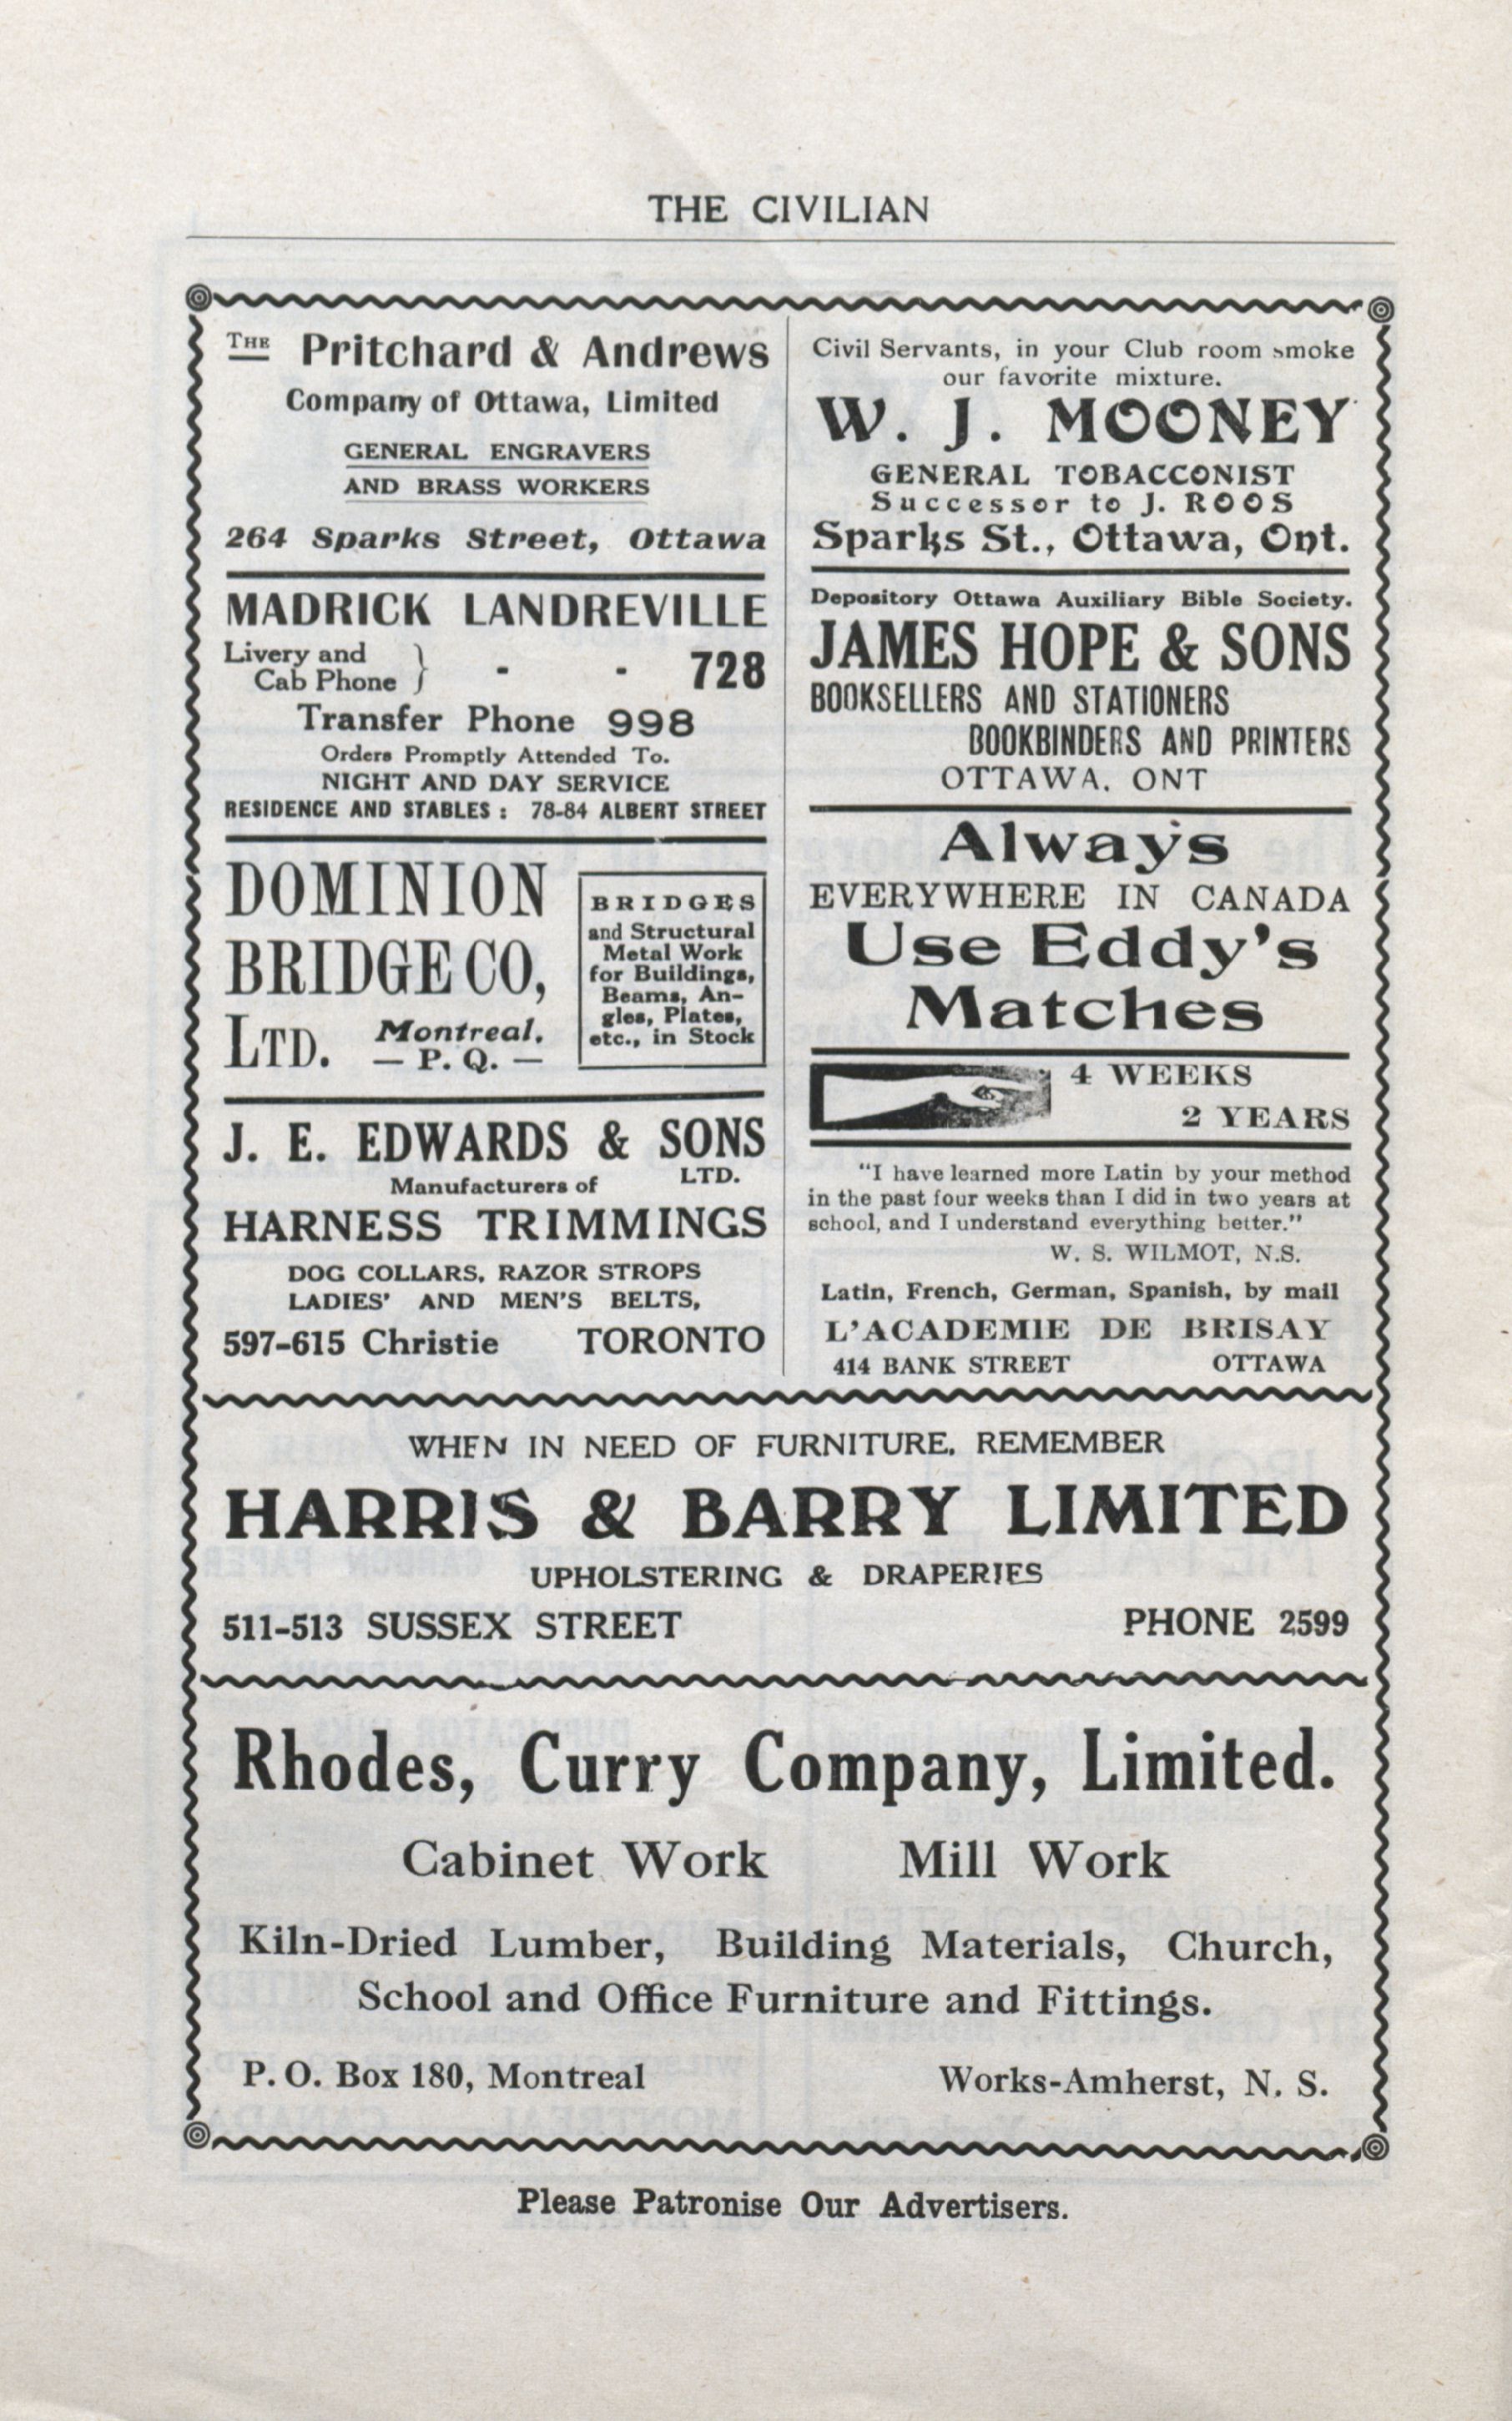 THE CIVILIAN
THE Pritchard & Andrews
Company of Ottawa, Limited
GENERAL ENGRAVERS
AND BRASS WORKERS
264 Sparks Street, Ottawa
MADRICK LANDREVILLE
Livery and
Cab Phone } - - 728
Transfer Phone 998
Orders Promptly Attended To.
NIGHT AND DAY SERVICE
RESIDENCE AND STABLES : 78-84 ALBERT STREET
DOMINION
BRIDGE CO,
LTD. Montreal,
— P. Q. —
BRIDGES
and Structural
Metal Work
for Buildings,
Beams, An-
gles, Plates,
etc., in Stock
J. E. EDWARDS & SONS
LTD.
Manufacturers of
HARNESS TRIMMINGS
DOG COLLARS, RAZOR STROPS
LADIES' AND MEN'S BELTS,
597-615 Christie TORONTO
Civil Servants, in your Club room smoke
our favorite mixture.
W. J. MOONEY
GENERAL TOBACCONIST
Successor to J. ROOS
Sparks St., Ottawa, Ont.
Depository Ottawa Auxiliary Bible Society.
JAMES HOPE & SONS
BOOKSELLERS AND STATIONERS
BOOKBINDERS AND PRINTERS
OTTAWA. ONT
Always
EVERYWHERE IN CANADA
Use Eddy's
Matches
4 WEEKS
2 YEARS
"I have learned more Latin by your method
in the past four weeks than I did in two years at
school, and I understand everything better."
W. S. WILMOT, N.S.
Latin, French, German, Spanish, by mail
L'ACADEMIE DE BRISAY
414 BANK STREET OTTAWA
WHEN IN NEED OF FURNITURE, REMEMBER
HARRIS & BARRY LIMITED
UPHOLSTERING & DRAPERIES
511-513 SUSSEX STREET PHONE 2599
Rhodes, Curry Company, Limited.
Cabinet Work Mill Work
Kiln-Dried Lumber, Building Materials, Church,
School and Office Furniture and Fittings.
P. O. Box 180, Montreal Works-Amherst, N. S.
Please Patronise Our Advertisers.